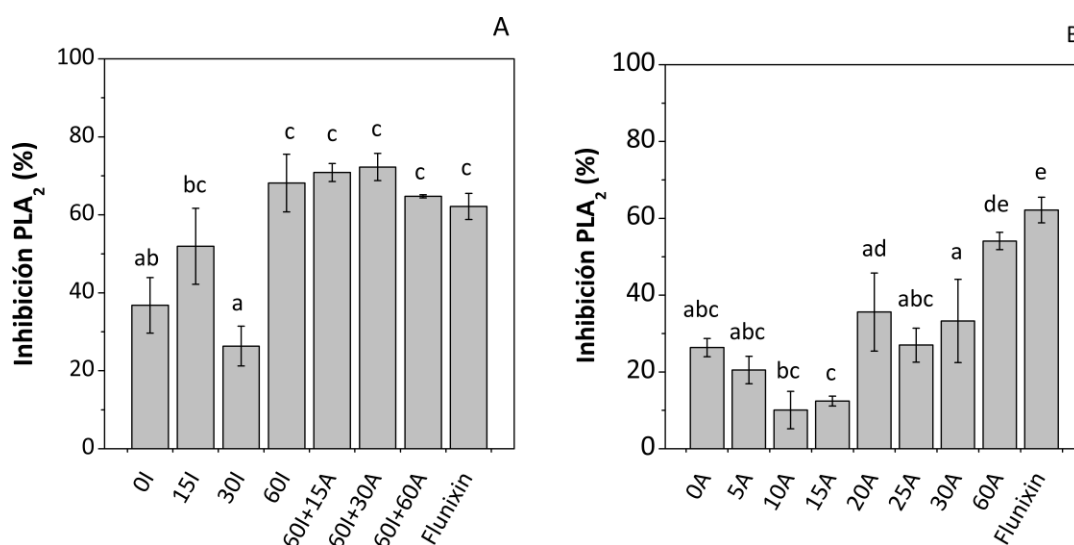 A
Inhibición PLA₂ (%)
100
80
60
40
20
0
ab
bc
a
c
c
c
c
c
0I
15I
30I
60I
60I+15A
60I+30A
60I+60A
Flunixin
Inhibición PLA₂ (%)
100
80
60
40
20
0
abc
abc
bc
c
ad
abc
a
de
e
0A
5A
10A
15A
20A
25A
30A
60A
Flunixin